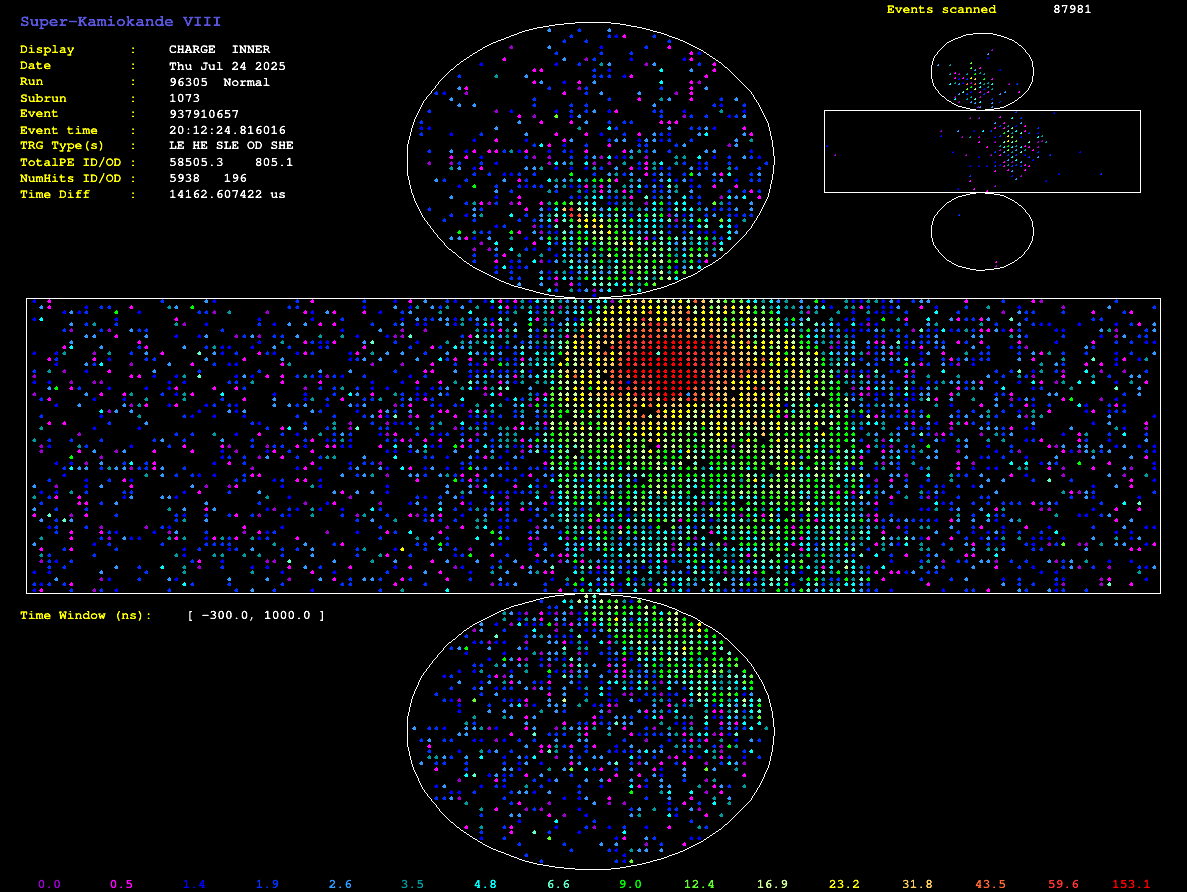 Super-Kamiokande VIII
Events scanned 87981
Display : CHARGE INNER
Date : Thu Jul 24 2025
Run : 96305 Normal
Subrun : 1073
Event : 937910657
Event time : 20:12:24.816016
TRG Type(s) : LE HE SLE OD SHE
TotalPE ID/OD : 58505.3 805.1
NumHits ID/OD : 5938 196
Time Diff : 14162.607422 us
Time Window (ns): [ -300.0, 1000.0 ]
0.0 0.5 1.4 1.9 2.6 3.5 4.8 6.6 9.0 12.4 16.9 23.2 31.8 43.5 59.6 153.1